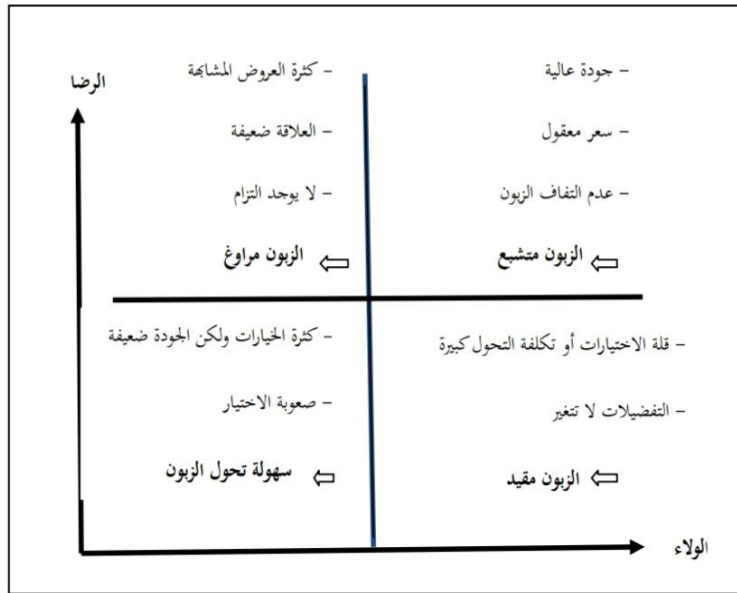 الرضا
- جودة عالية
- سعر معقول
- عدم التفاف الزبون
⇦ الزبون متشبع
- كثرة العروض المشابهة
- العلاقة ضعيفة
- لا يوجد التزام
⇦ الزبون مراوغ
- قلة الاختيارات أو تكلفة التحول كبيرة
- التفضيلات لا تتغير
⇦ الزبون مقيد
- كثرة الخيارات ولكن الجودة ضعيفة
- صعوبة الاختيار
⇦ سهولة تحول الزبون
الولاء